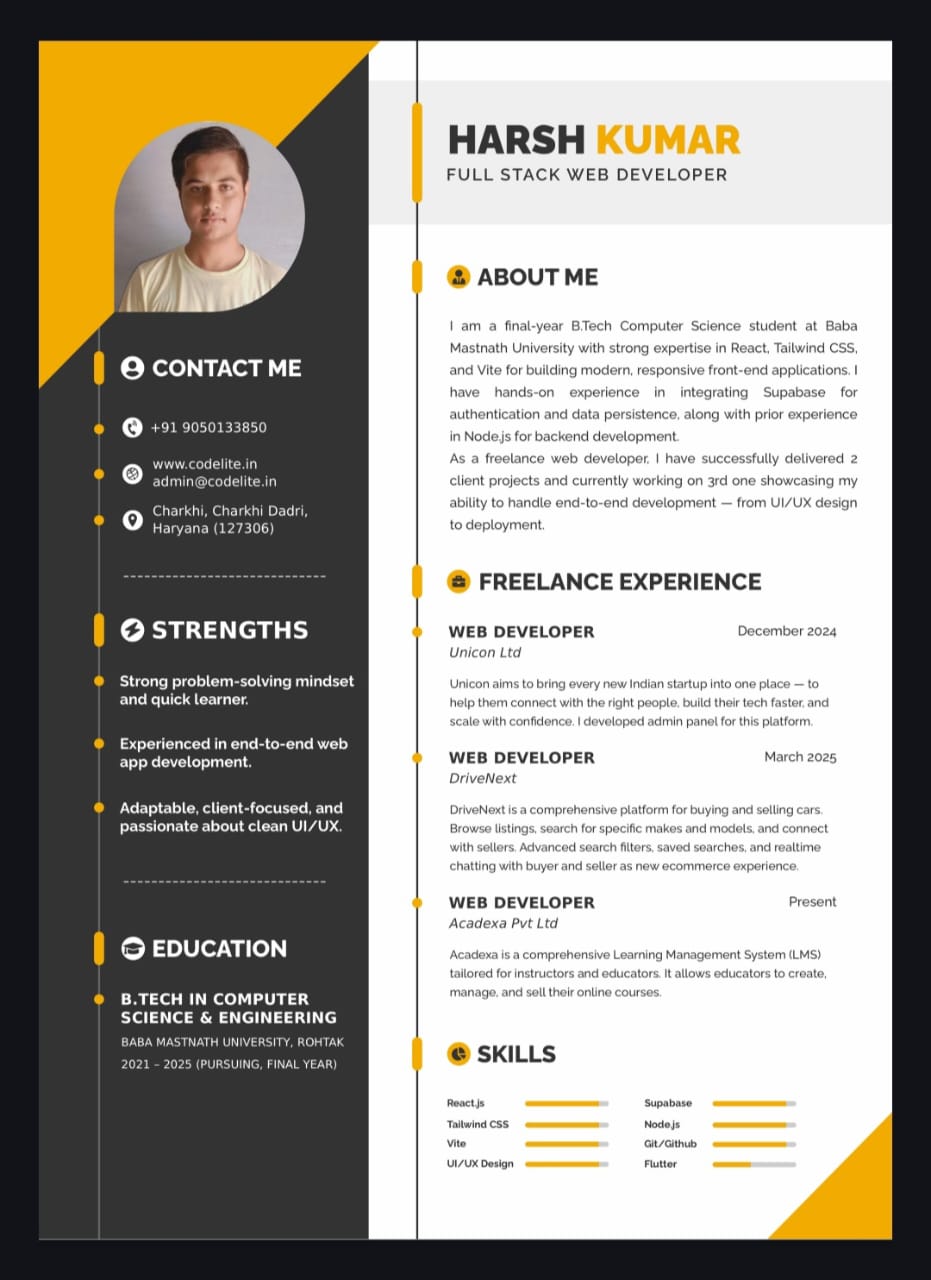 HARSH KUMAR
FULL STACK WEB DEVELOPER
CONTACT ME
+91 9050133850
www.codelite.in
admin@codelite.in
Charkhi, Charkhi Dadri,
Haryana (127306)
STRENGTHS
Strong problem-solving mindset
and quick learner.
Experienced in end-to-end web
app development.
Adaptable, client-focused, and
passionate about clean UI/UX.
EDUCATION
B.TECH IN COMPUTER
SCIENCE & ENGINEERING
BABA MASTNATH UNIVERSITY, ROHTAK
2021 – 2025 (PURSUING, FINAL YEAR)
ABOUT ME
I am a final-year B.Tech Computer Science student at Baba
Mastnath University with strong expertise in React, Tailwind CSS,
and Vite for building modern, responsive front-end applications. I
have hands-on experience in integrating Supabase for
authentication and data persistence, along with prior experience
in Node.js for backend development.
As a freelance web developer, I have successfully delivered 2
client projects and currently working on 3rd one showcasing my
ability to handle end-to-end development — from UI/UX design
to deployment.
FREELANCE EXPERIENCE
WEB DEVELOPER December 2024
Unicon Ltd
Unicon aims to bring every new Indian startup into one place — to
help them connect with the right people, build their tech faster, and
scale with confidence. I developed admin panel for this platform.
WEB DEVELOPER March 2025
DriveNext
DriveNext is a comprehensive platform for buying and selling cars.
Browse listings, search for specific makes and models, and connect
with sellers. Advanced search filters, saved searches, and realtime
chatting with buyer and seller as new ecommerce experience.
WEB DEVELOPER Present
Acadexa Pvt Ltd
Acadexa is a comprehensive Learning Management System (LMS)
tailored for instructors and educators. It allows educators to create,
manage, and sell their online courses.
SKILLS
React.js Supabase
Tailwind CSS Node.js
Vite Git/Github
UI/UX Design Flutter